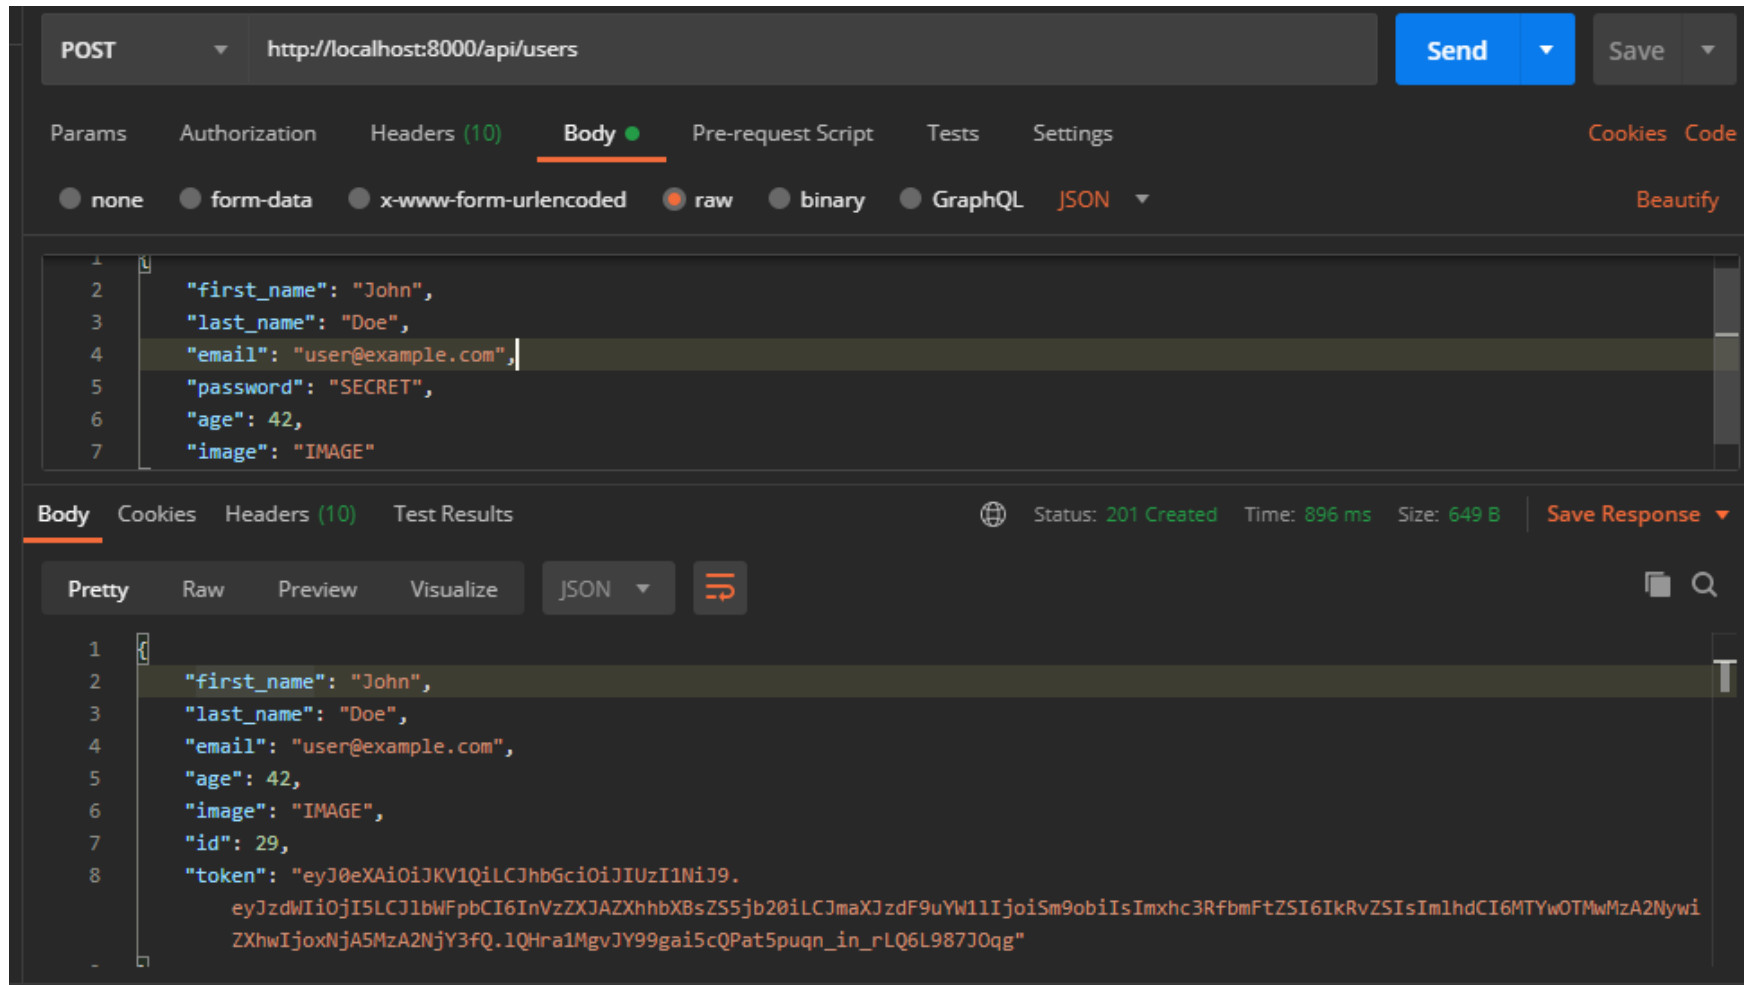 POST http://localhost:8000/api/users Send Save
Params Authorization Headers (10) Body Pre-request Script Tests Settings Cookies Code
none form-data x-www-form-urlencoded raw binary GraphQL JSON Beautify
1 {
2 "first_name": "John",
3 "last_name": "Doe",
4 "email": "user@example.com",
5 "password": "SECRET",
6 "age": 42,
7 "image": "IMAGE"
Body Cookies Headers (10) Test Results Status: 201 Created Time: 896 ms Size: 649 B Save Response
Pretty Raw Preview Visualize JSON
1 {
2 "first_name": "John",
3 "last_name": "Doe",
4 "email": "user@example.com",
5 "age": 42,
6 "image": "IMAGE",
7 "id": 29,
8 "token": "eyJ0eXAiOiJKV1QiLCJhbGciOiJIUzI1NiJ9.
eyJzdWIiOjI5LCJlbWFpbCI6InVzZXJAZXhhbXBsZS5jb20iLCJmaXJzdF9uYW1lIjoiSm9obiIsImxhc3RfbmFtZSI6IkRvZSIsImlhdCI6MTYwOTMwMzA2Nywi
ZXhwIjoxNjA5MzA2NjY3fQ.lQHra1MgvJY99gai5cQPat5puqn_in_rLQ6L987JOqg"